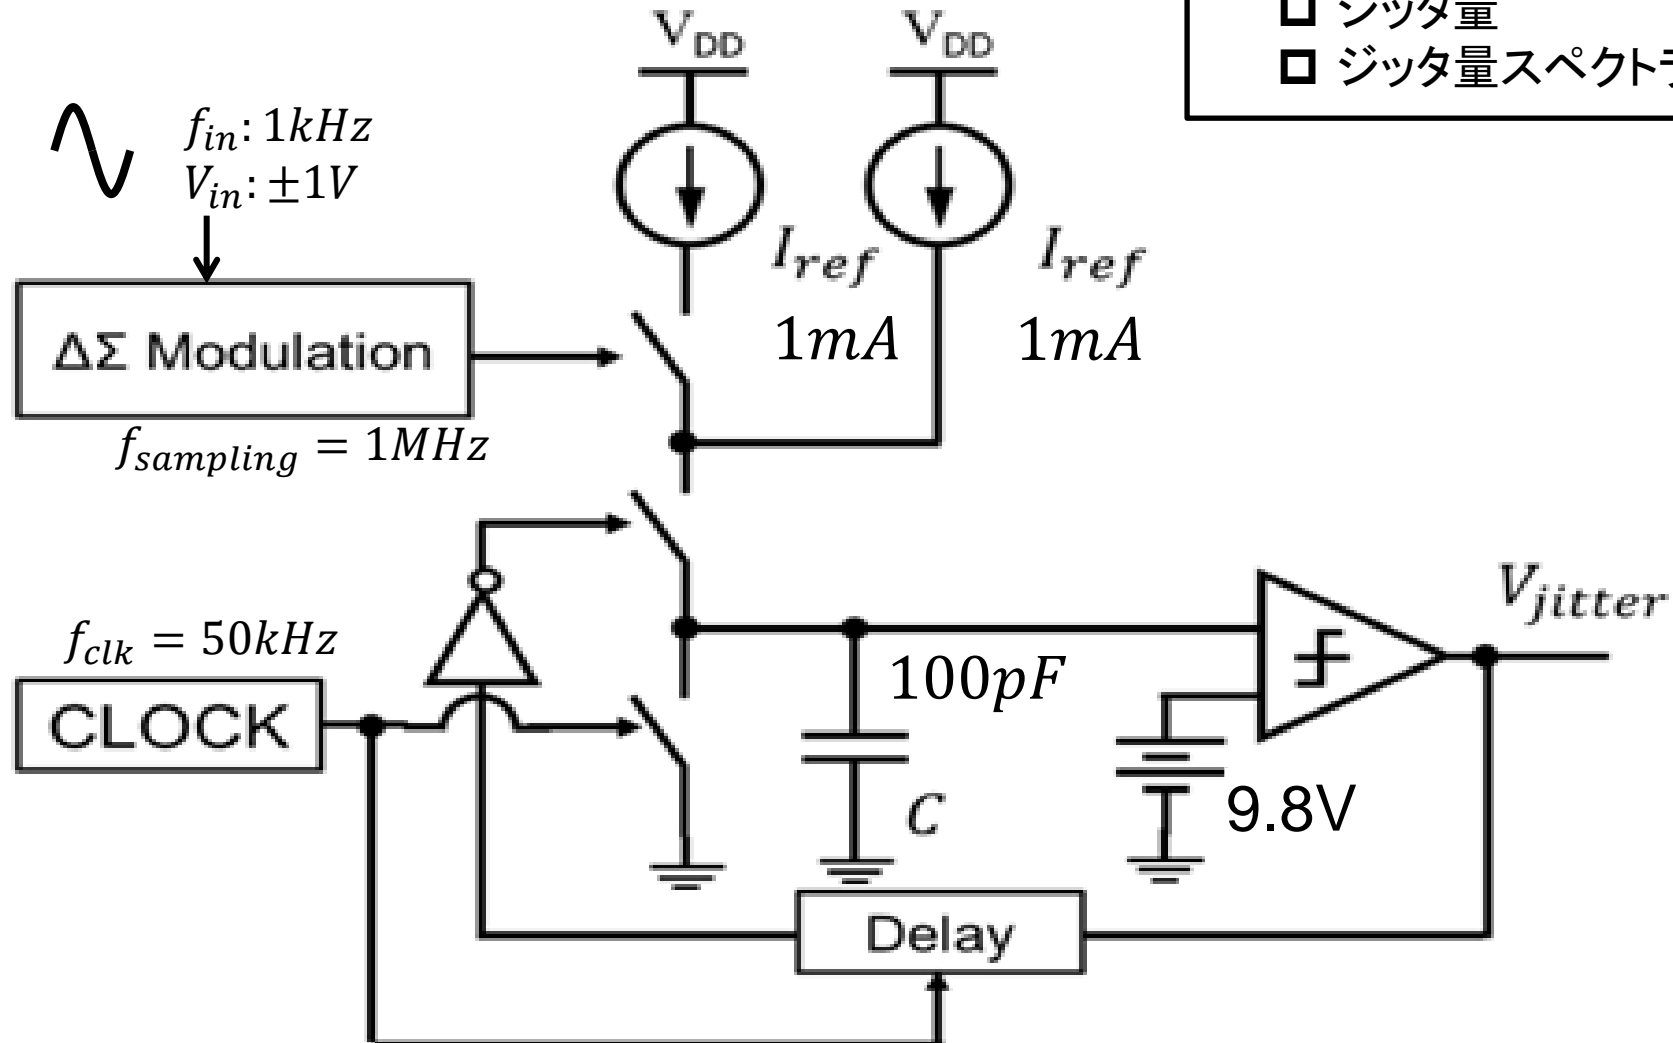 ジッタ量
ジッタ量スペクト
V_DD
V_DD
f_in: 1kHz
V_in: ±1V
I_ref
I_ref
1mA
1mA
ΔΣ Modulation
f_sampling = 1MHz
f_clk = 50kHz
CLOCK
100pF
C
9.8V
V_jitter
Delay